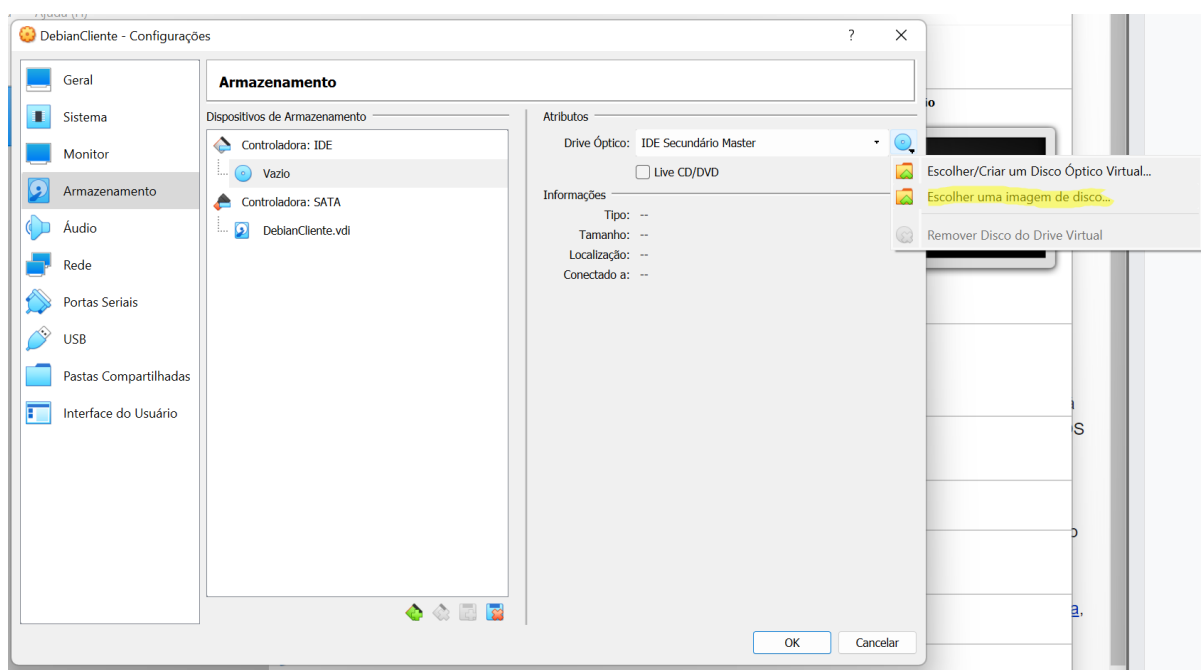 Ajuda (H)
DebianCliente - Configurações
?
Geral
Sistema
Monitor
Armazenamento
Áudio
Rede
Portas Seriais
USB
Pastas Compartilhadas
Interface do Usuário
Armazenamento
Dispositivos de Armazenamento
Controladora: IDE
Vazio
Controladora: SATA
DebianCliente.vdi
Atributos
Drive Óptico: IDE Secundário Master
Live CD/DVD
Informações
Tipo: --
Tamanho: --
Localização: --
Conectado a: --
Escolher/Criar um Disco Óptico Virtual...
Escolher uma imagem de disco...
Remover Disco do Drive Virtual
OK
Cancelar
io
s
a,